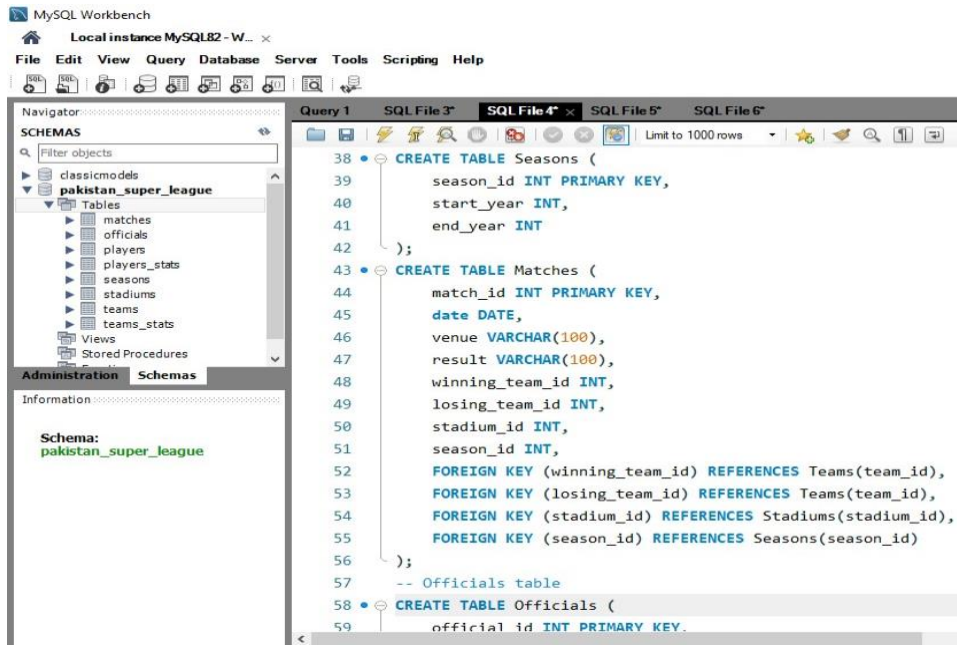 MySQL Workbench
Local instance MySQL82 - W... ×
File Edit View Query Database Server Tools Scripting Help
Navigator
SCHEMAS
Filter objects
classicmodels
pakistan_super_league
Tables
matches
officials
players
players_stats
seasons
stadiums
teams
teams_stats
Views
Stored Procedures
Administration Schemas
Information
Schema:
pakistan_super_league
Query 1 SQL File 3* SQL File 4* × SQL File 5* SQL File 6*
Limit to 1000 rows
38 CREATE TABLE Seasons (
39 season_id INT PRIMARY KEY,
40 start_year INT,
41 end_year INT
42 );
43 CREATE TABLE Matches (
44 match_id INT PRIMARY KEY,
45 date DATE,
46 venue VARCHAR(100),
47 result VARCHAR(100),
48 winning_team_id INT,
49 losing_team_id INT,
50 stadium_id INT,
51 season_id INT,
52 FOREIGN KEY (winning_team_id) REFERENCES Teams(team_id),
53 FOREIGN KEY (losing_team_id) REFERENCES Teams(team_id),
54 FOREIGN KEY (stadium_id) REFERENCES Stadiums(stadium_id),
55 FOREIGN KEY (season_id) REFERENCES Seasons(season_id)
56 );
57 -- Officials table
58 CREATE TABLE Officials (
59 official_id INT PRIMARY KEY,